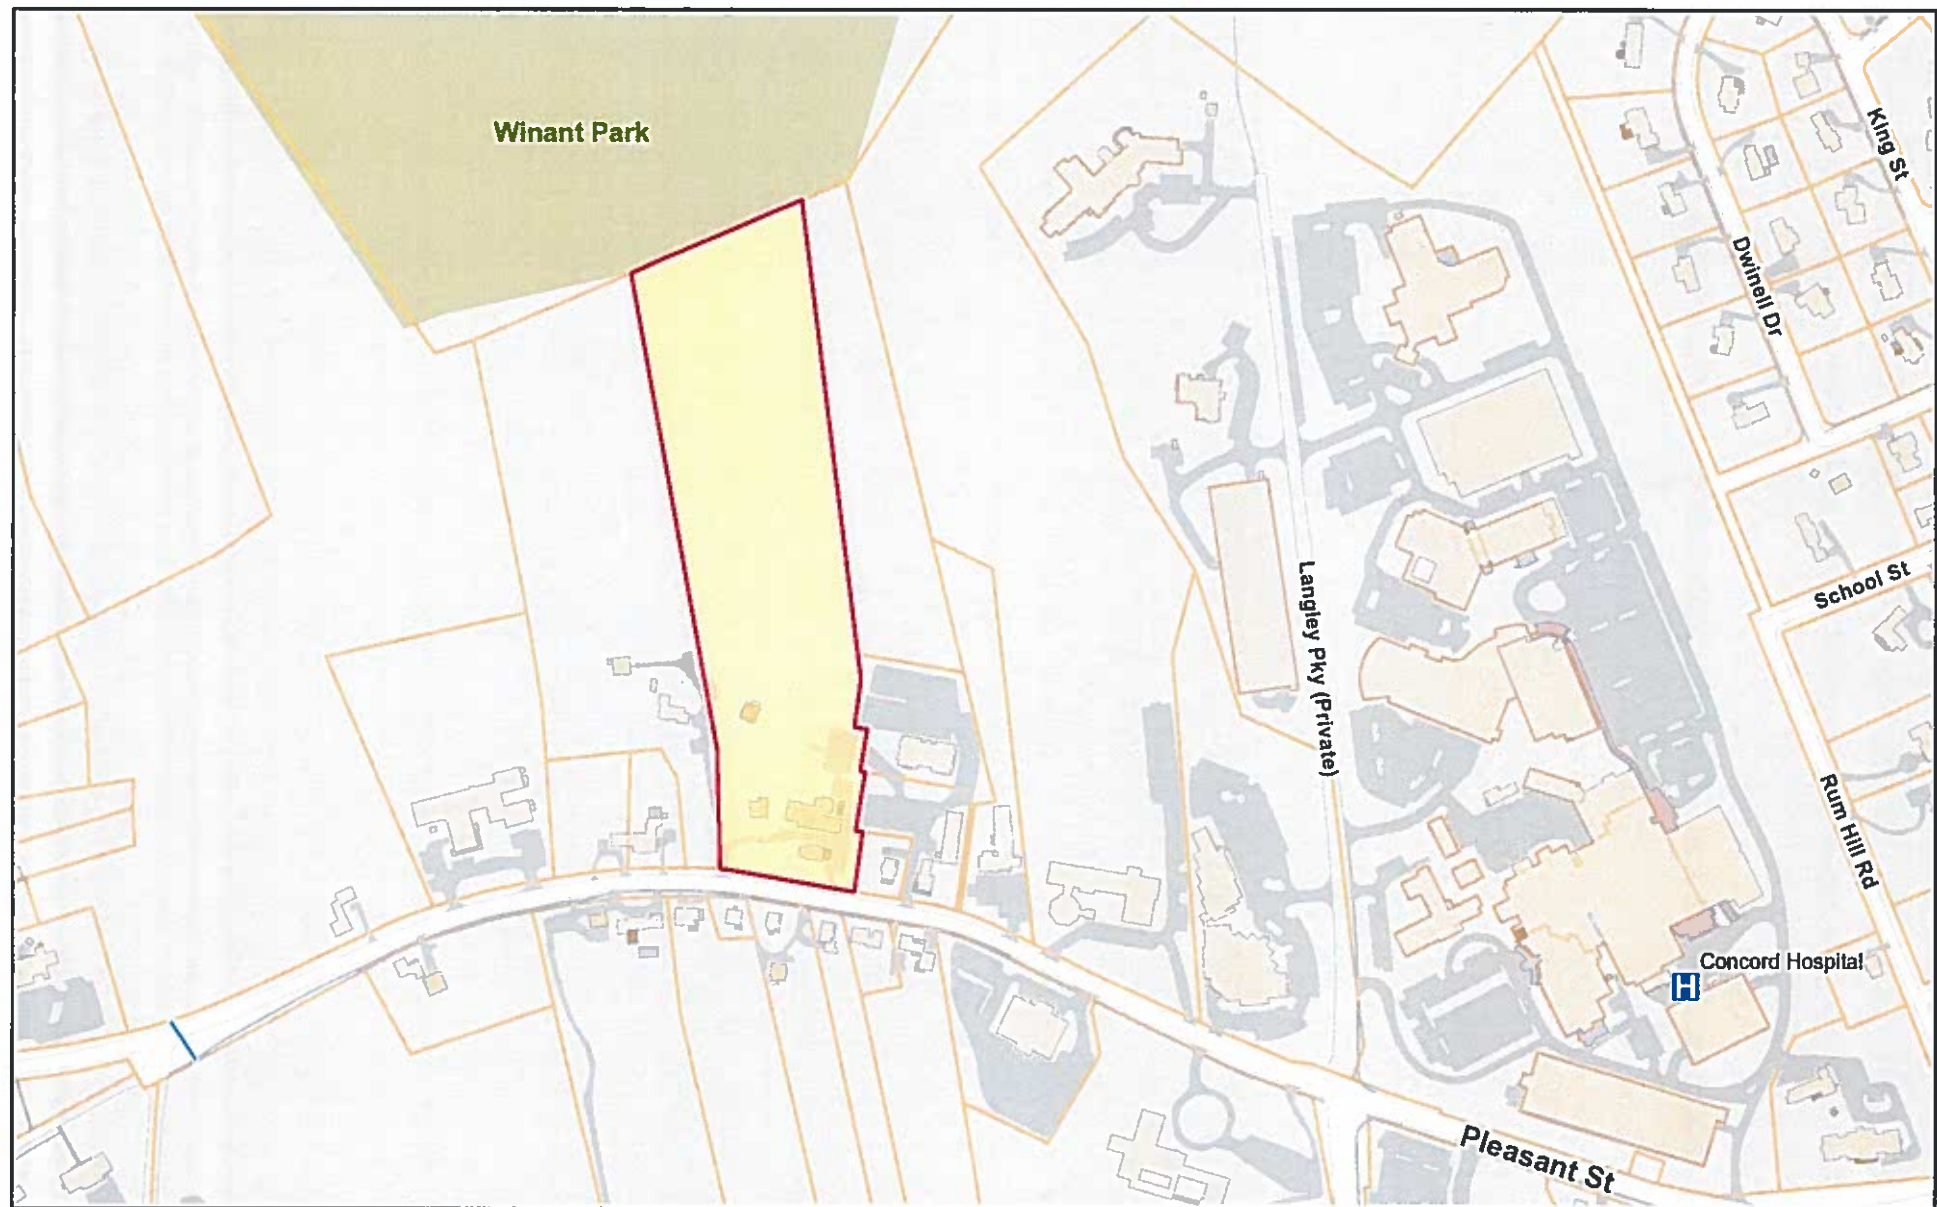 Winant Park
King St
Dwinell Dr
School St
Langley Pky (Private)
Rum Hill Rd
Concord Hospital
H
Pleasant St